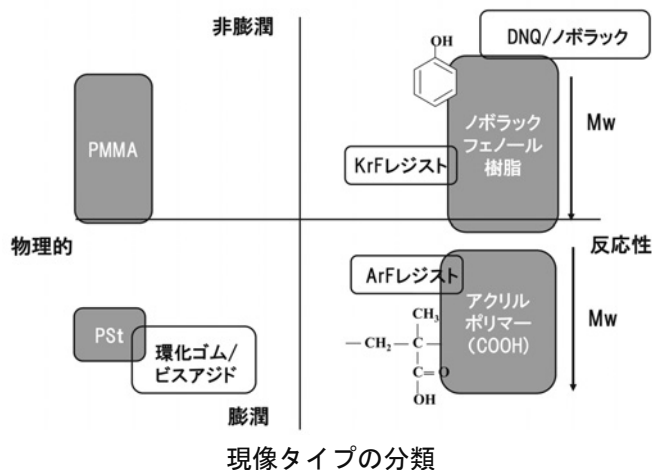 非膨潤
OH
DNQ/ノボラック
PMMA
ノボラック
フェノール
樹脂
Mw
KrFレジスト
物理的
反応性
ArFレジスト
アクリル
ポリマー
(COOH)
Mw
PSt
環化ゴム/
ビスアジド
CH3
— CH2 — C —
C=O
OH
膨潤
現像タイプの分類